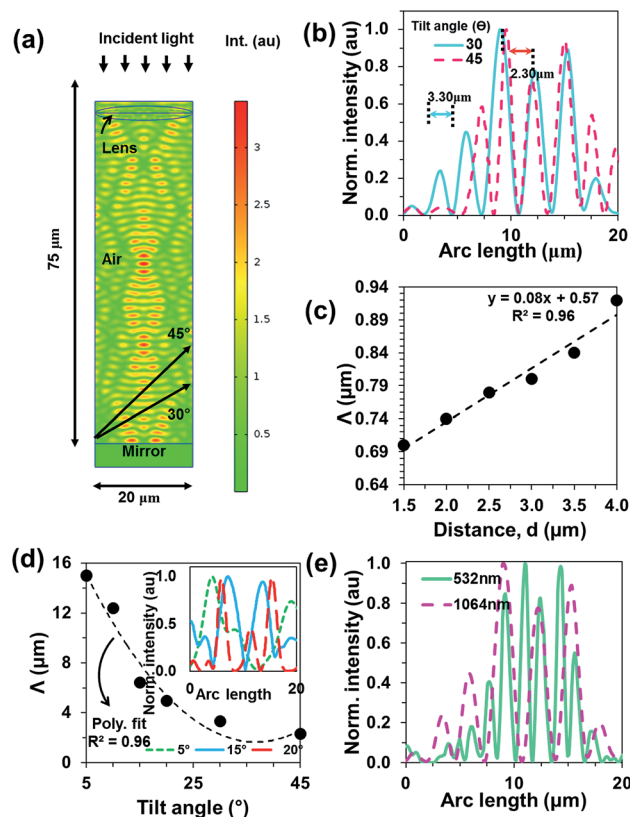 (a)
Incident light
Int. (au)
Lens
75 μm
Air
45°
30°
Mirror
20 μm
3
2.5
2
1.5
1
0.5
(b)
Norm. intensity (au)
1.0
0.8
0.6
0.4
0.2
0.0
Tilt angle (Θ)
30
45
3.30μm
2.30μm
0
10
20
Arc length (μm)
(c)
Λ (μm)
0.94
0.89
0.84
0.79
0.74
0.69
0.64
y = 0.08x + 0.57
R² = 0.96
1.5
2.0
2.5
3.0
3.5
4.0
Distance, d (μm)
(d)
Λ (μm)
16
12
8
4
0
Poly. fit
R² = 0.96
5
15
25
35
45
Tilt angle (°)
Norm. intensity (au)
1.0
0.5
0.0
0
20
Arc length
5°
15°
20°
(e)
Norm. intensity (au)
1.0
0.8
0.6
0.4
0.2
0.0
532nm
1064nm
0
5
10
15
20
Arc length (μm)